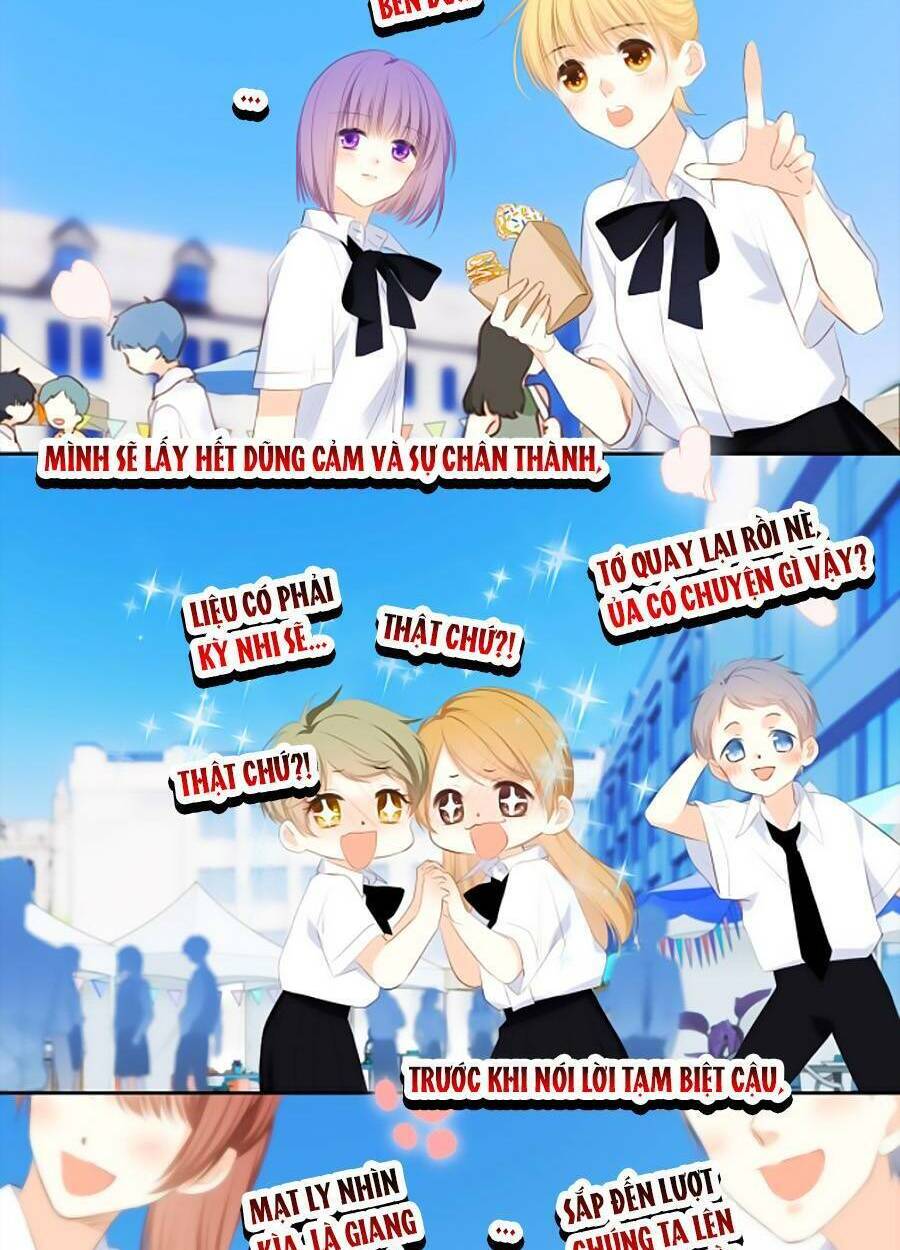 BÊN
...
MÌNH SẼ LẤY HẾT DŨNG CẢM VÀ SỰ CHÂN THÀNH,
TỚ QUAY LẠI RỒI NÈ,
ỦA CÓ CHUYỆN GÌ VẬY?
LIỆU CÓ PHẢI
KỲ NHI SẼ...
THẬT CHỨ?!
THẬT CHỨ?!
TRƯỚC KHI NÓI LỜI TẠM BIỆT CẬU,
MẠT LY NHÌN
KÌA, LÀ GIANG
...
SẮP ĐẾN LƯỢT
CHÚNG TA LÊN